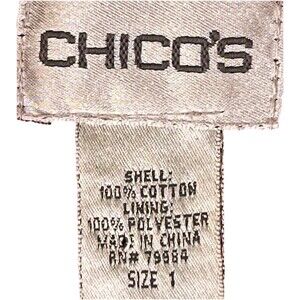 CHICO'S
SHELL:
100% COTTON
LINING:
100% POLYESTER
MADE IN CHINA
RN# 79984
SIZE 1